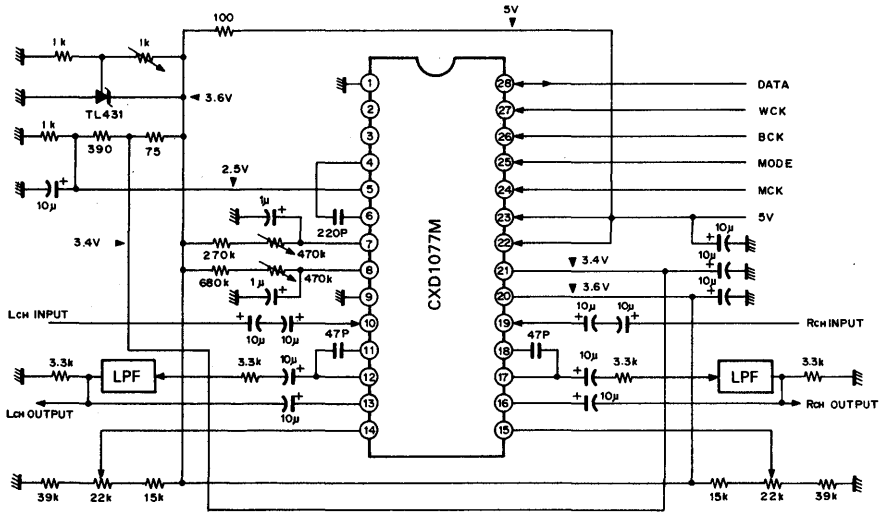 100
5V
1k
1k
TL431
3.6V
1k
390
75
10μ
2.5V
1μ
220P
3.4V
270k
470k
680k
470k
1μ
LCH INPUT
10μ
10μ
47P
3.3k
LPF
3.3k
10μ
LCH OUTPUT
10μ
39k
22k
15k
CXD1077M
1
2
3
4
5
6
7
8
9
10
11
12
13
14
28
27
26
25
24
23
22
21
20
19
18
17
16
15
DATA
WCK
BCK
MODE
MCK
5V
10μ
10μ
3.4V
10μ
3.6V
10μ
10μ
RCH INPUT
47P
10μ
3.3k
LPF
3.3k
10μ
RCH OUTPUT
15k
22k
39k